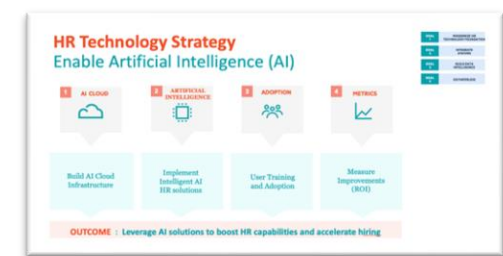 HR Technology Strategy
Enable Artificial Intelligence (AI)
1 AI CLOUD
2 ARTIFICIAL
INTELLIGENCE
3 ADOPTION
4 METRICS
Build AI Cloud
Infrastructure
Implement
Intelligent AI
HR solutions
User Training
and Adoption
Measure
Improvements
(ROI)
OUTCOME : Leverage AI solutions to boost HR capabilities and accelerate hiring